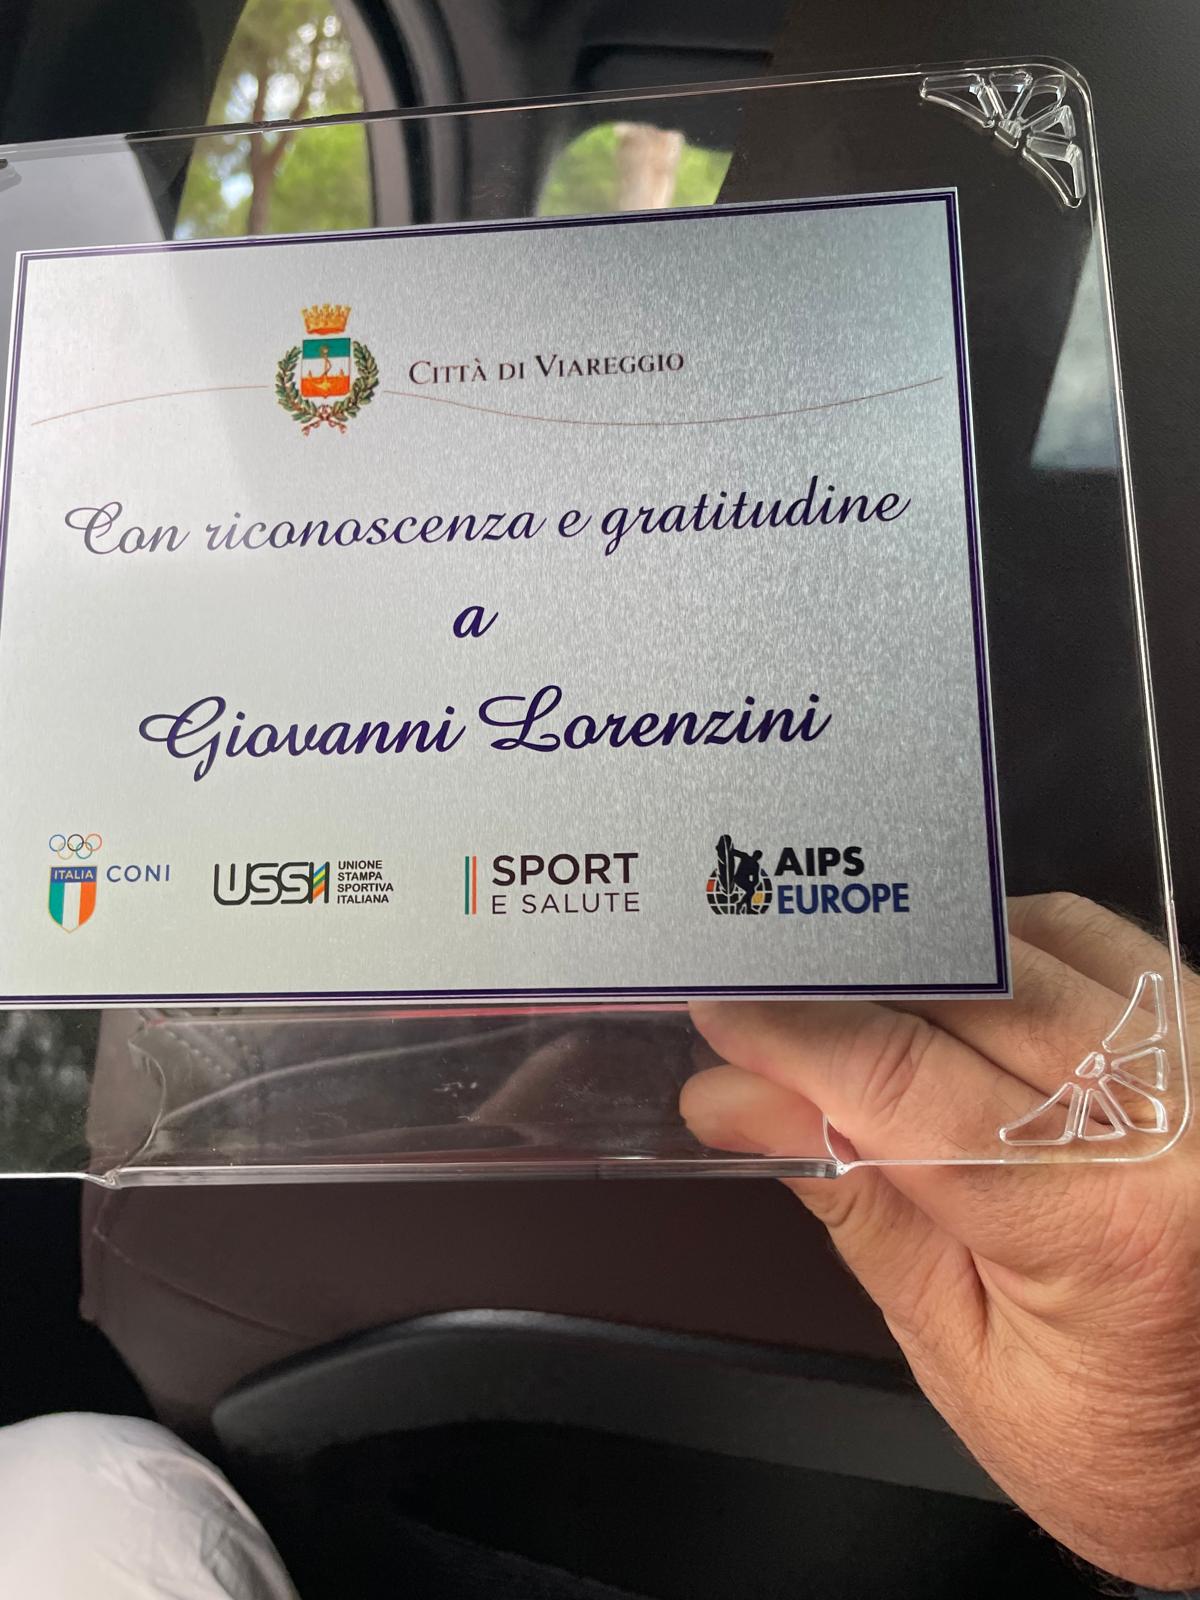 CITTÀ DI VIAREGGIO
Con riconoscenza e gratitudine
a
Giovanni Lorenzini
ITALIA
CONI
USSI
UNIONE
STAMPA
SPORTIVA
ITALIANA
SPORT
E SALUTE
AIPS
EUROPE